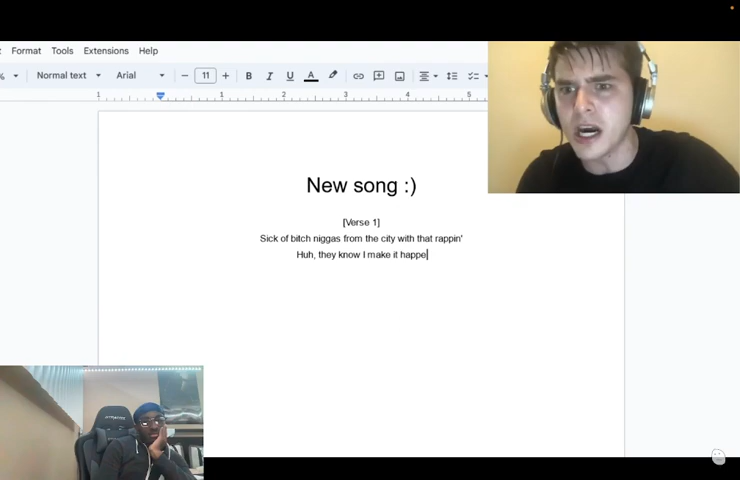 Format Tools Extensions Help
% Normal text Arial 11 B I U A
1 1 2 3 4 5
New song :)
[Verse 1]
Sick of bitch niggas from the city with that rappin'
Huh, they know I make it happe